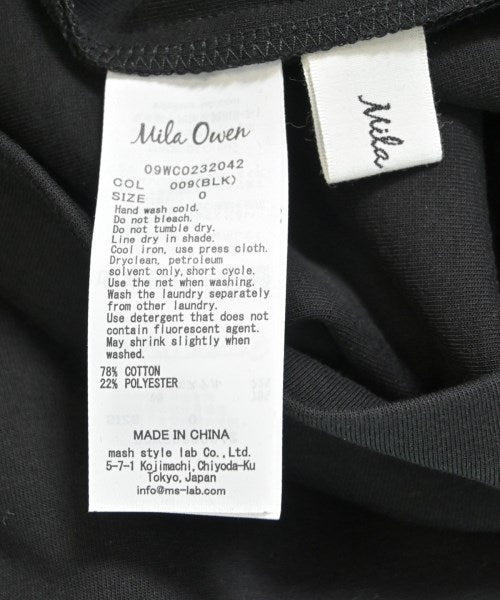 Mila Owen
09WCO232042
COL 009(BLK)
SIZE 0
Hand wash cold.
Do not bleach.
Do not tumble dry.
Line dry in shade.
Cool iron, use press cloth.
Dryclean, petroleum
solvent only, short cycle.
Use the net when washing.
Wash the laundry separately
from other laundry.
Use detergent that does not
contain fluorescent agent.
May shrink slightly when
washed.
78% COTTON
22% POLYESTER
MADE IN CHINA
mash style lab Co., Ltd.
5-7-1 Kojimachi, Chiyoda-Ku
Tokyo, Japan
info@ms-lab.com
Mila